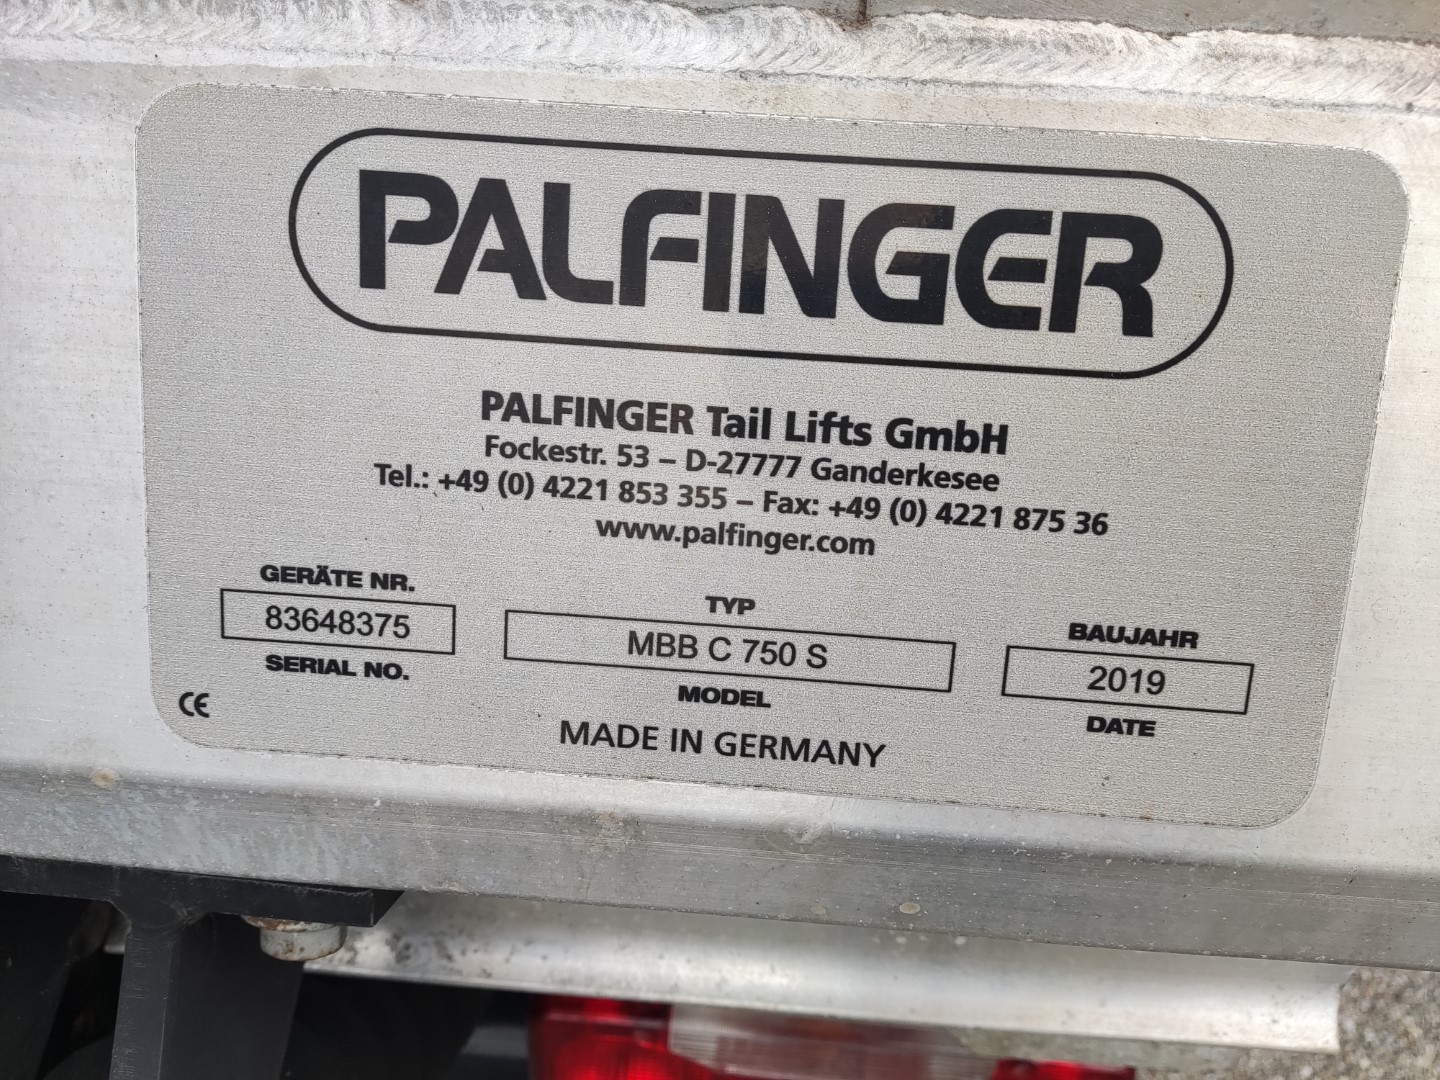 PALFINGER
PALFINGER Tail Lifts GmbH
Fockestr. 53 – D-27777 Ganderkesee
Tel.: +49 (0) 4221 853 355 – Fax: +49 (0) 4221 875 36
www.palfinger.com
GERÄTE NR. TYP BAUJAHR
83648375 MBB C 750 S 2019
SERIAL NO. MODEL DATE
CE MADE IN GERMANY